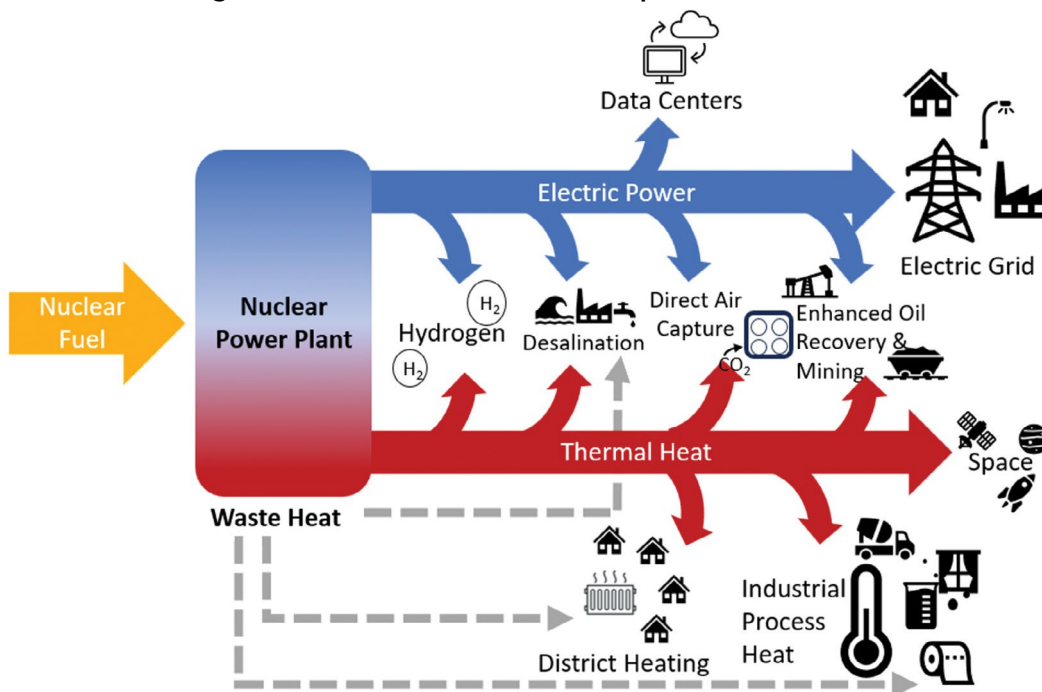 Data Centers
Electric Power
Electric Grid
Nuclear
Fuel
Nuclear
Power Plant
Hydrogen
H2
H2
Desalination
Direct Air
Capture
CO2
Enhanced Oil
Recovery &
Mining
Thermal Heat
Space
Waste Heat
District Heating
Industrial
Process
Heat